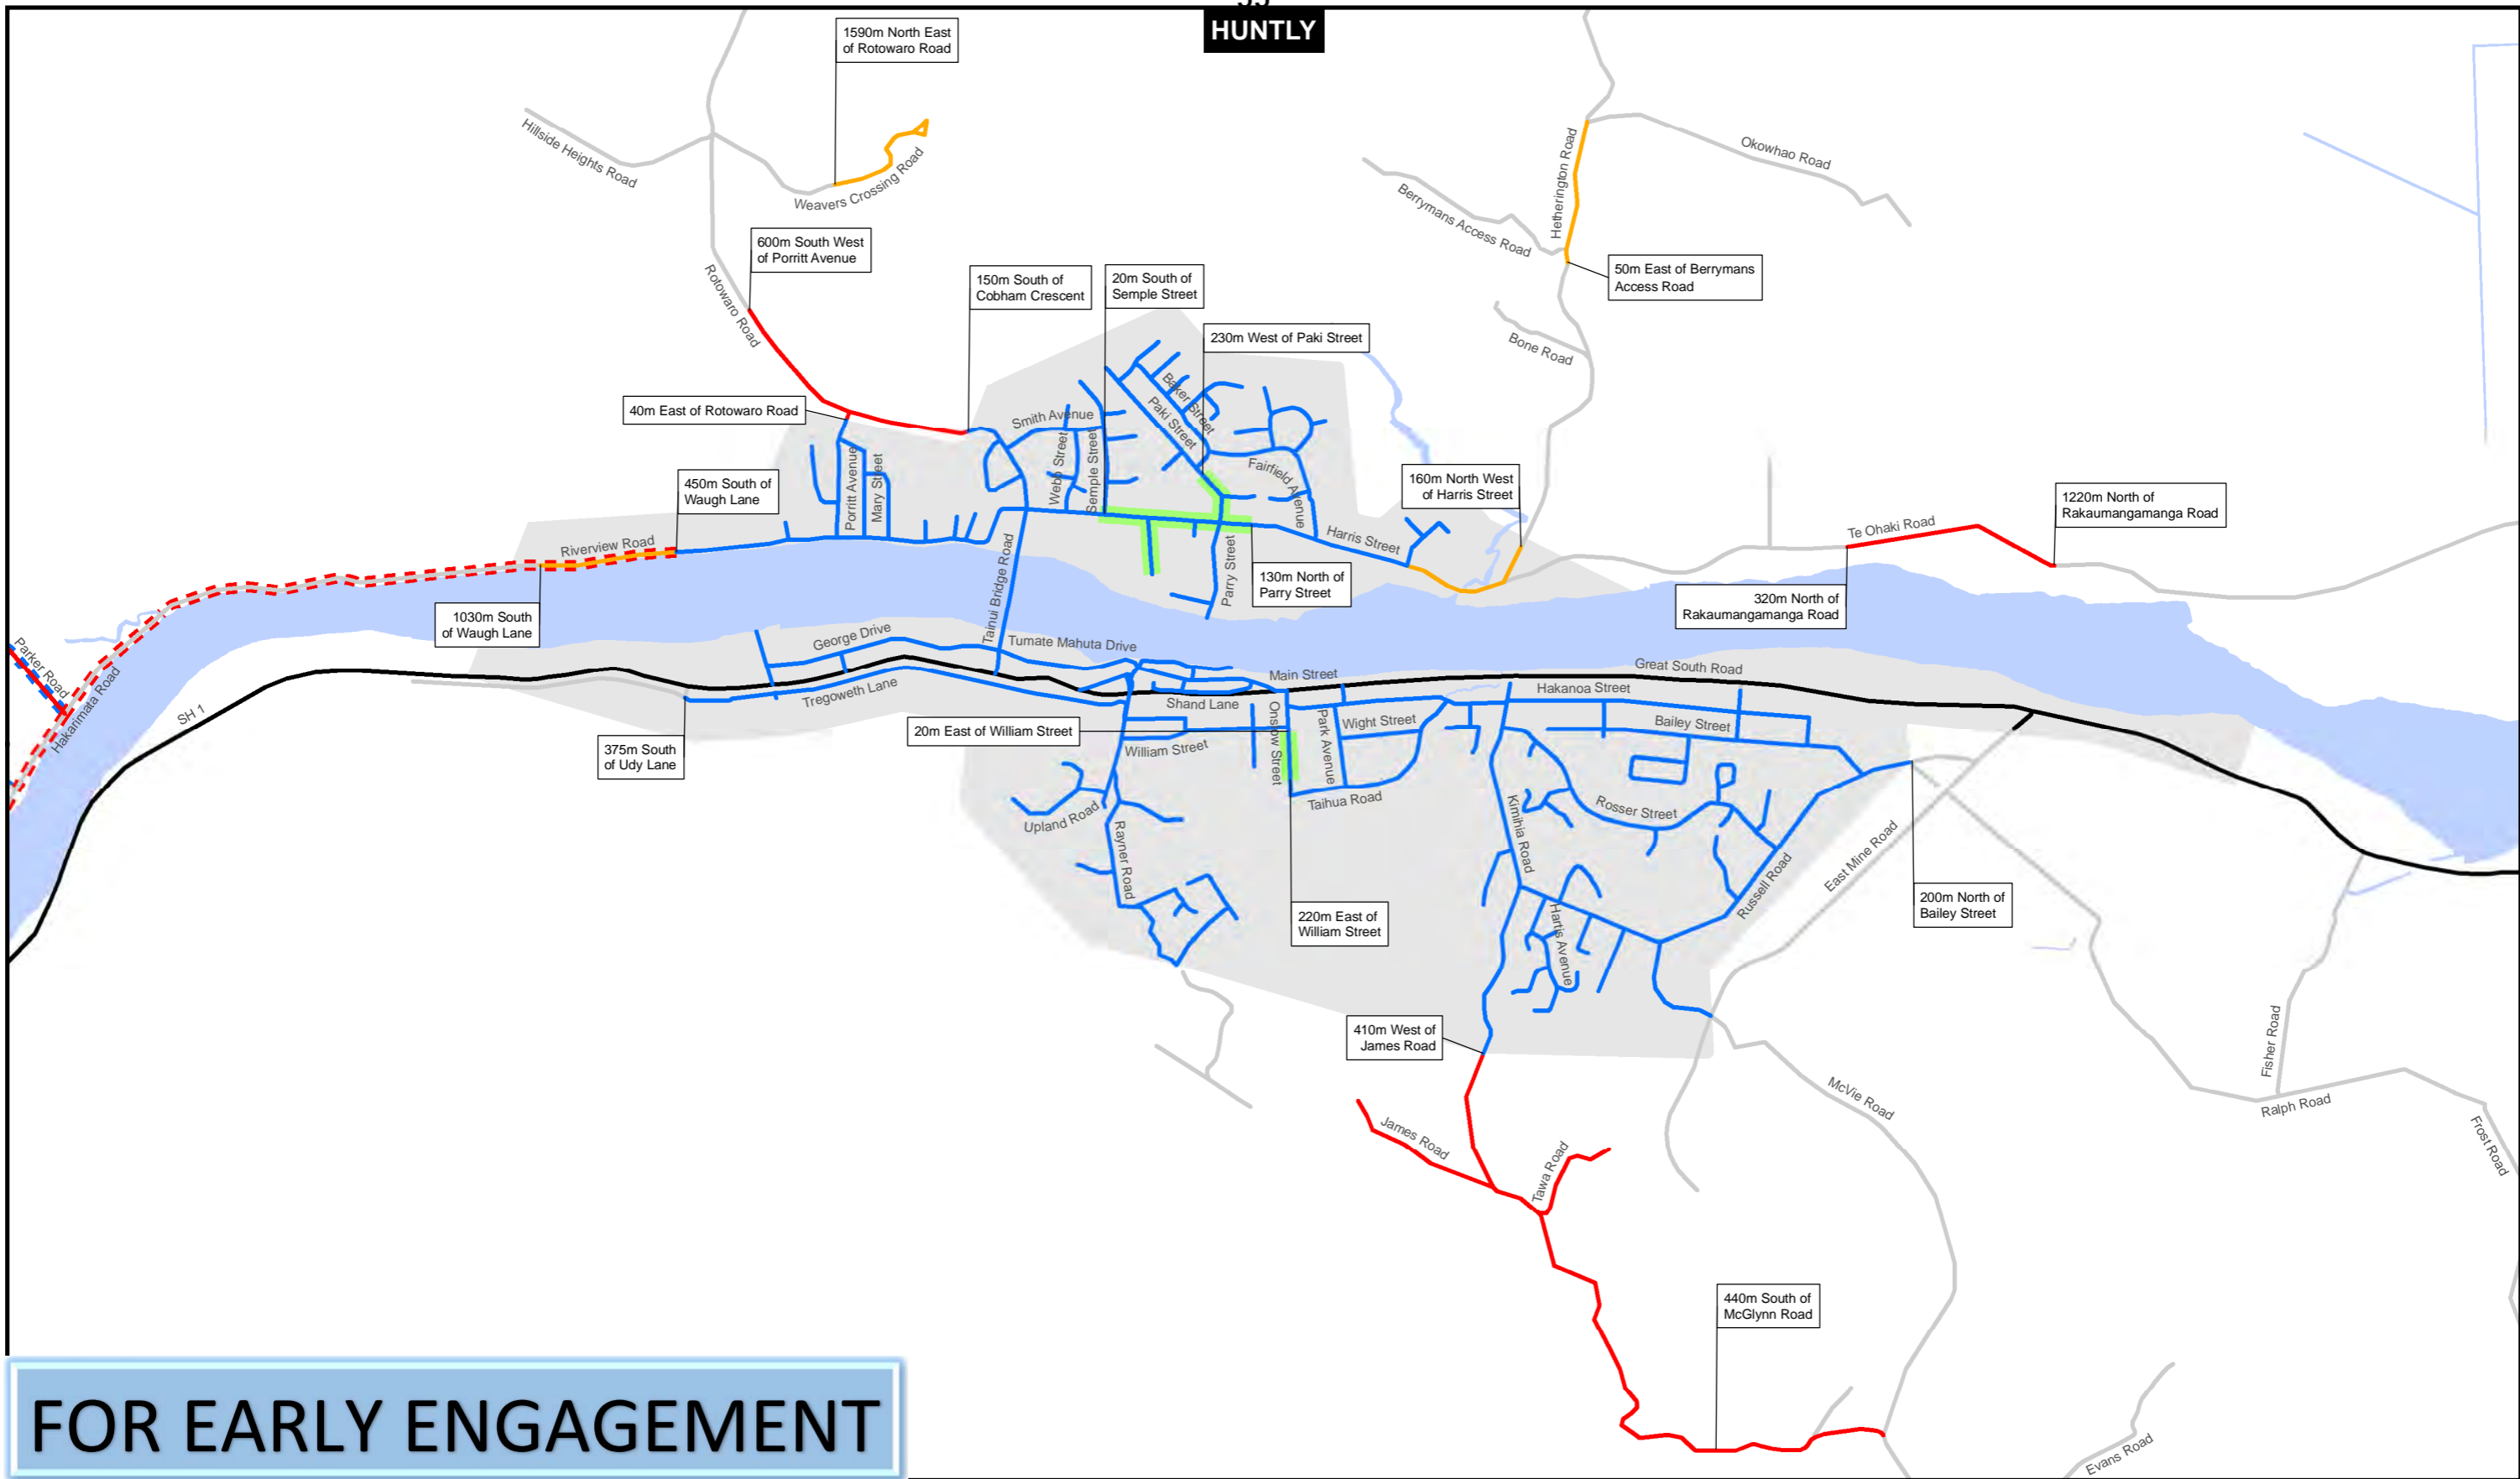 HUNTLY
1590m North East
of Rotowaro Road
Hillside Heights Road
Weavers Crossing Road
Hetherington Road
Okowhao Road
Berrymans Access Road
600m South West
of Porritt Avenue
Rotowaro Road
150m South of
Cobham Crescent
20m South of
Semple Street
50m East of Berrymans
Access Road
230m West of Paki Street
Bone Road
40m East of Rotowaro Road
Smith Avenue
Baker Street
Paki Street
Webb Street
Semple Street
Fairfield Avenue
Porritt Avenue
Mary Street
450m South of
Waugh Lane
160m North West
of Harris Street
1220m North of
Rakaumangamanga Road
Te Ohaki Road
Riverview Road
Harris Street
Tainui Bridge Road
Parry Street
130m North of
Parry Street
320m North of
Rakaumangamanga Road
1030m South
of Waugh Lane
Parker Road
Hakarimata Road
George Drive
Tumate Mahuta Drive
Main Street
Great South Road
SH 1
Tregoweth Lane
Shand Lane
Hakanoa Street
375m South
of Udy Lane
20m East of William Street
William Street
Onslow Street
Park Avenue
Wight Street
Bailey Street
Taihua Road
Upland Road
Rayner Road
Kimihia Road
Rosser Street
Russell Road
East Mine Road
220m East of
William Street
200m North of
Bailey Street
Hartis Avenue
410m West of
James Road
McVie Road
Fisher Road
Ralph Road
Frost Road
James Road
Tawa Road
440m South of
McGlynn Road
Evans Road
FOR EARLY ENGAGEMENT